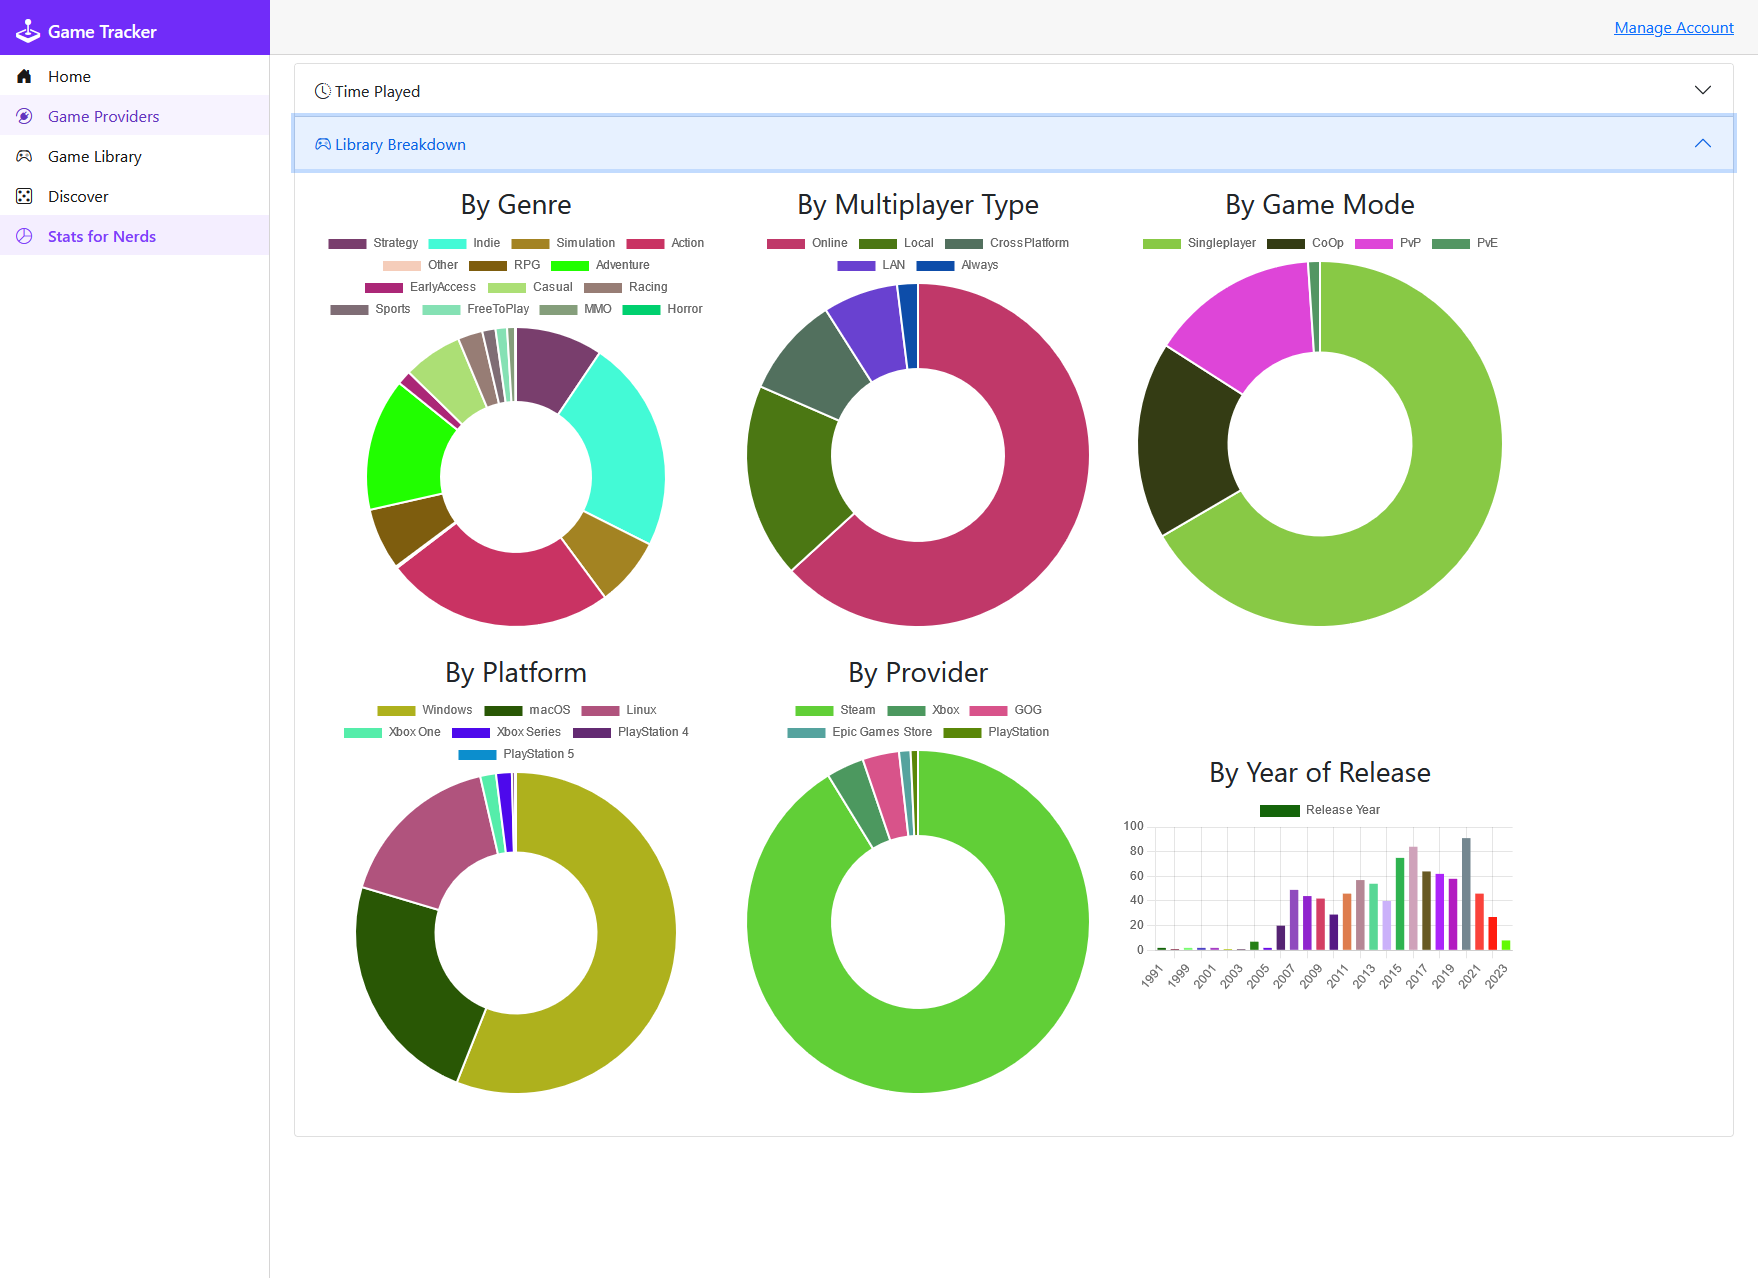 Game Tracker
Manage Account
Home
Game Providers
Game Library
Discover
Stats for Nerds
Time Played
Library Breakdown
By Genre
Strategy Indie Simulation Action
Other RPG Adventure
EarlyAccess Casual Racing
Sports FreeToPlay MMO Horror
By Multiplayer Type
Online Local CrossPlatform
LAN Always
By Game Mode
Singleplayer CoOp PvP PvE
By Platform
Windows macOS Linux
Xbox One Xbox Series PlayStation 4
PlayStation 5
By Provider
Steam Xbox GOG
Epic Games Store PlayStation
By Year of Release
Release Year
100
80
60
40
20
0
1991 1999 2001 2003 2005 2007 2009 2011 2013 2015 2017 2019 2021 2023